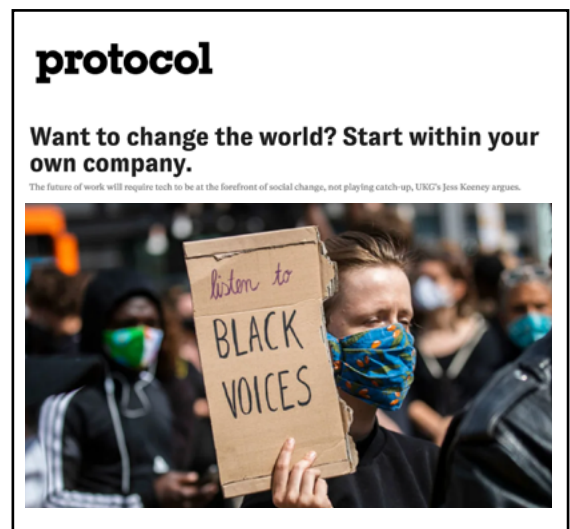 protocol
Want to change the world? Start within your
own company.
The future of work will require tech to be at the forefront of social change, not playing catch-up, UKG's Jess Keeney argues.
listen to
BLACK
VOICES